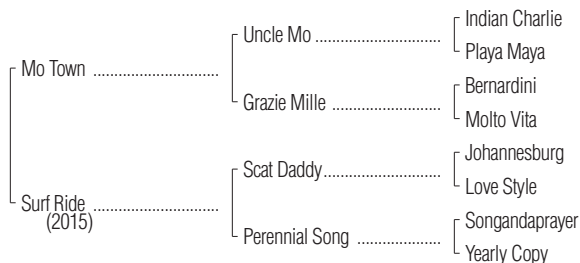 Indian Charlie
Uncle Mo ................................
Playa Maya
Mo Town ................................
Bernardini
Grazie Mille ............................
Molto Vita
Johannesburg
Scat Daddy..............................
Love Style
Surf Ride ................................
(2015)
Songandaprayer
Perennial Song .....................
Yearly Copy